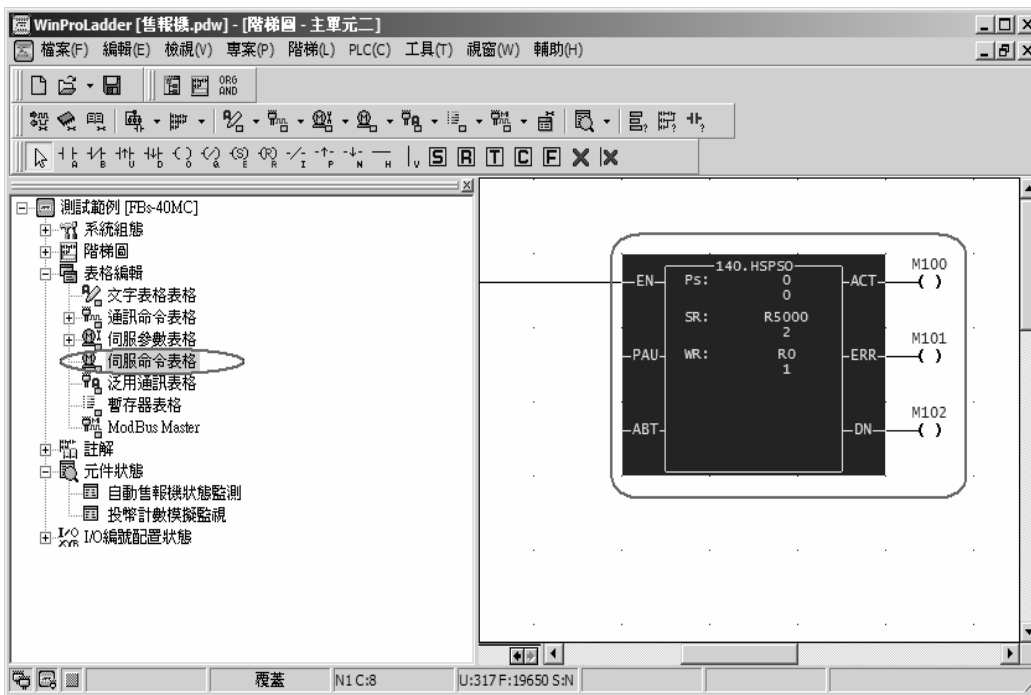 WinProLadder [售報機.pdw] - [階梯圖 - 主單元二]
檔案(F) 編輯(E) 檢視(V) 專案(P) 階梯(L) PLC(C) 工具(T) 視窗(W) 輔助(H)
ORG
AND
A B U D O Q E R I P N H V S R T C F
測試範例 [FBs-40MC]
系統組態
階梯圖
表格編輯
文字表格表格
通訊命令表格
伺服參數表格
伺服命令表格
泛用通訊表格
暫存器表格
ModBus Master
註解
元件狀態
自動售報機狀態監測
投幣計數模擬監視
I/O編號配置狀態
140.HSPSO
EN Ps: 0 ACT M100
0
SR: R5000
2
PAU WR: R0 ERR M101
1
ABT DN M102
覆蓋 N1 C:8 U:317 F:19650 S:N